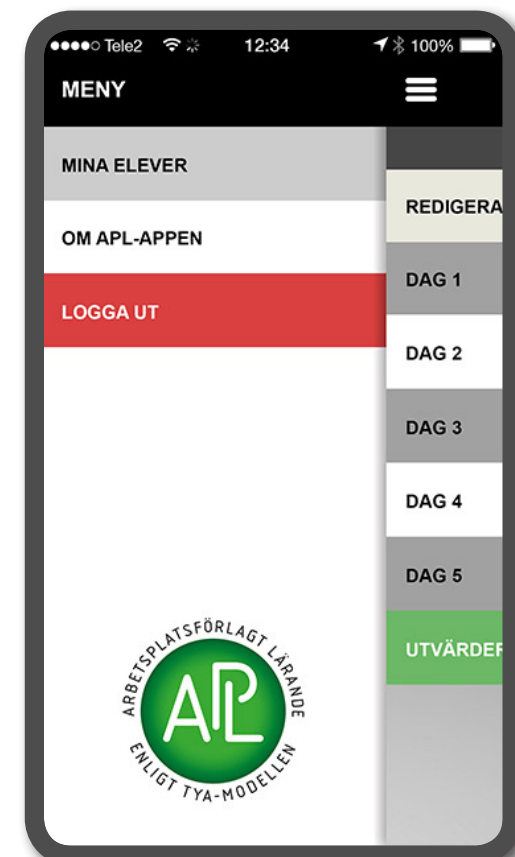 Tele2 12:34 100%
MENY
MINA ELEVER
OM APL-APPEN
LOGGA UT
REDIGERA
DAG 1
DAG 2
DAG 3
DAG 4
DAG 5
UTVÄRDER
ARBETSPLATSFÖRLAGT LÄRANDE
APL
ENLIGT TYA-MODELLEN